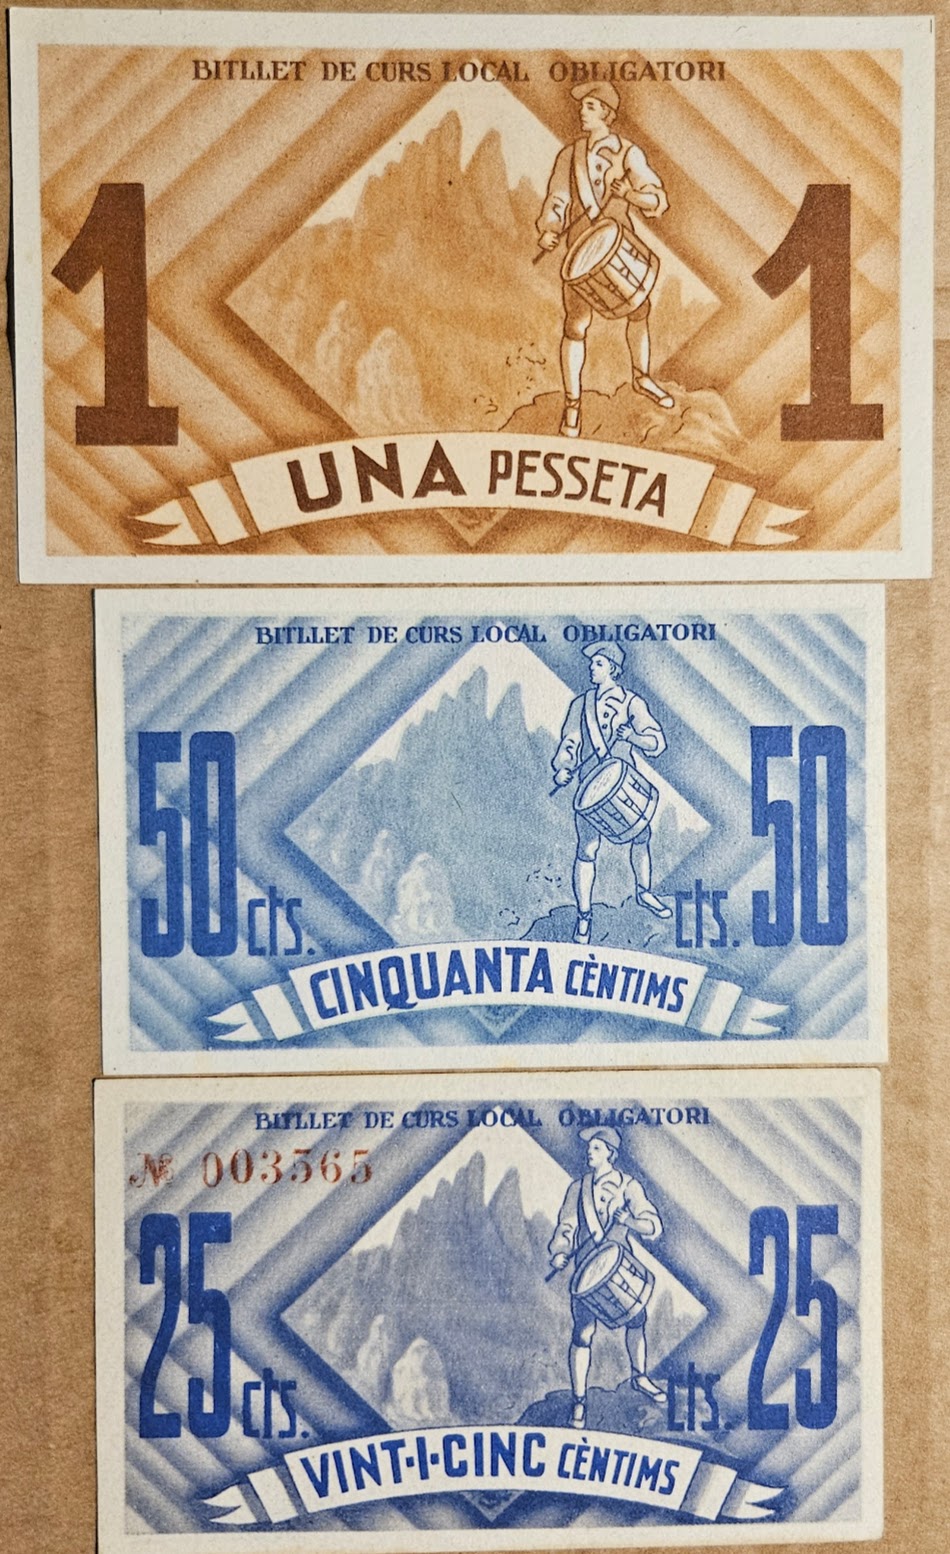 BITLLET DE CURS LOCAL OBLIGATORI
1 1
UNA PESSETA
BITLLET DE CURS LOCAL OBLIGATORI
50 cts. cts. 50
CINQUANTA CÈNTIMS
BITLLET DE CURS LOCAL OBLIGATORI
№ 003565
25 cts. cts. 25
VINT-I-CINC CÈNTIMS